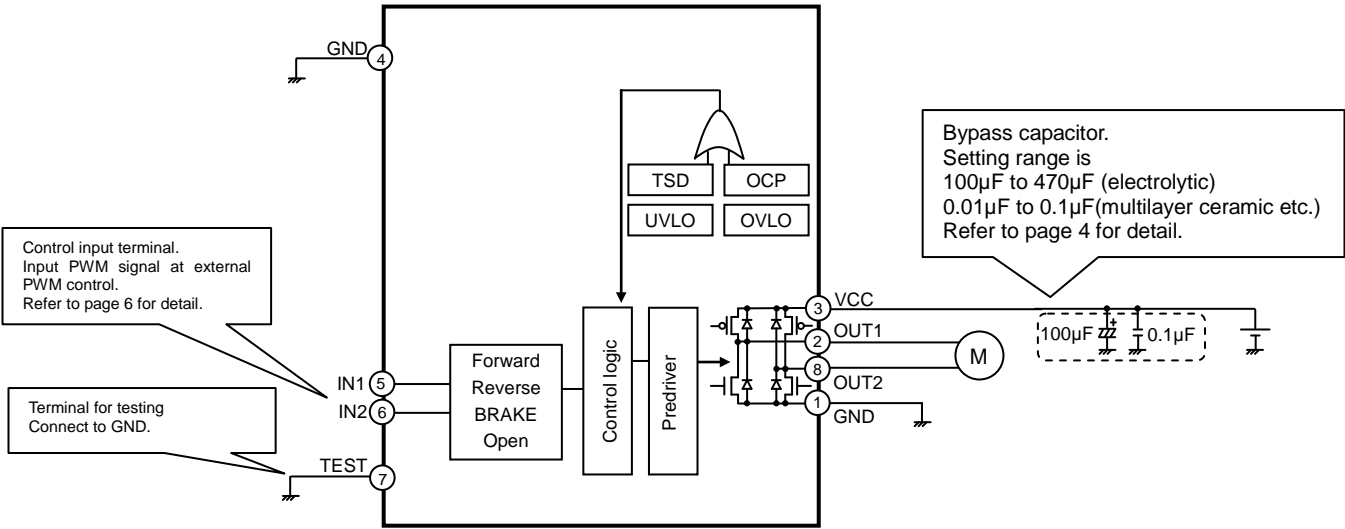 GND
4
TSD
OCP
UVLO
OVLO
Bypass capacitor.
Setting range is
100µF to 470µF (electrolytic)
0.01µF to 0.1µF(multilayer ceramic etc.)
Refer to page 4 for detail.
Control input terminal.
Input PWM signal at external
PWM control.
Refer to page 6 for detail.
Terminal for testing
Connect to GND.
IN1
5
IN2
6
TEST
7
Forward
Reverse
BRAKE
Open
Control logic
Predriver
3
VCC
2
OUT1
8
OUT2
1
GND
M
100µF
+
0.1µF